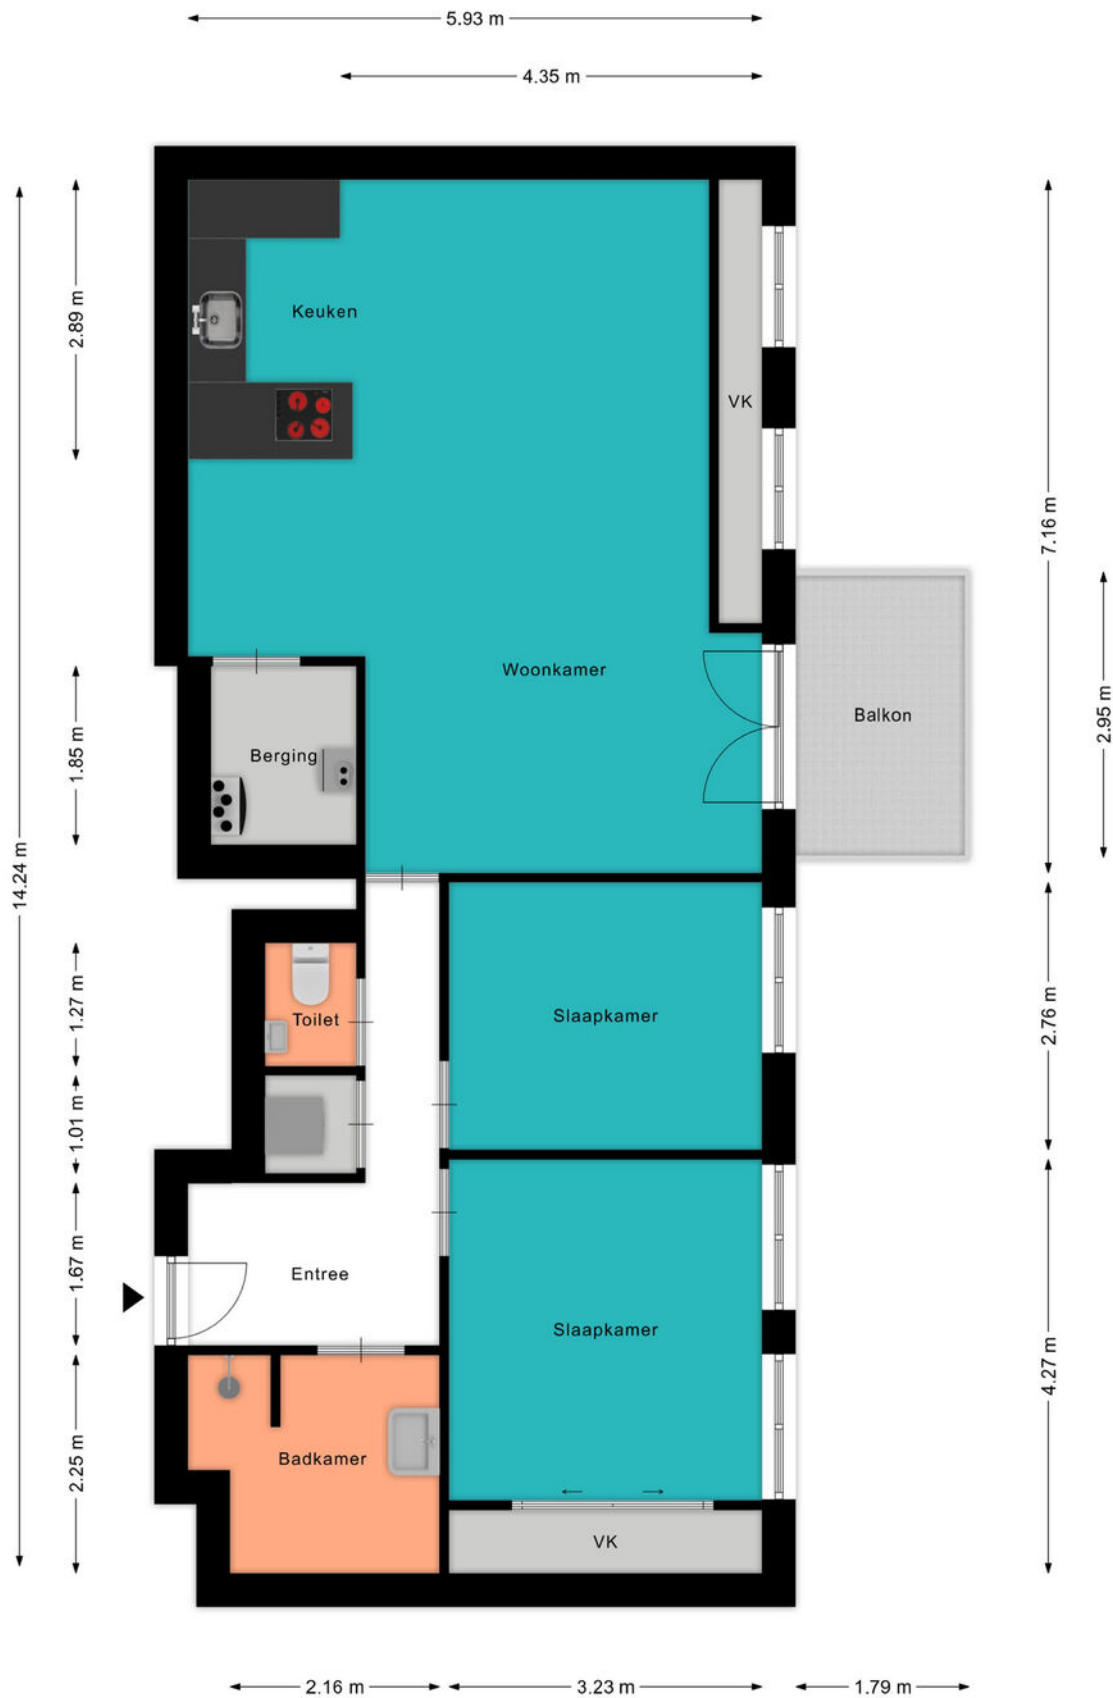 5.93 m
4.35 m
2.89 m
Keuken
VK
7.16 m
Woonkamer
2.95 m
Balkon
1.85 m
Berging
14.24 m
1.27 m
Toilet
Slaapkamer
2.76 m
1.01 m
1.67 m
Entree
Slaapkamer
4.27 m
2.25 m
Badkamer
VK
2.16 m
3.23 m
1.79 m